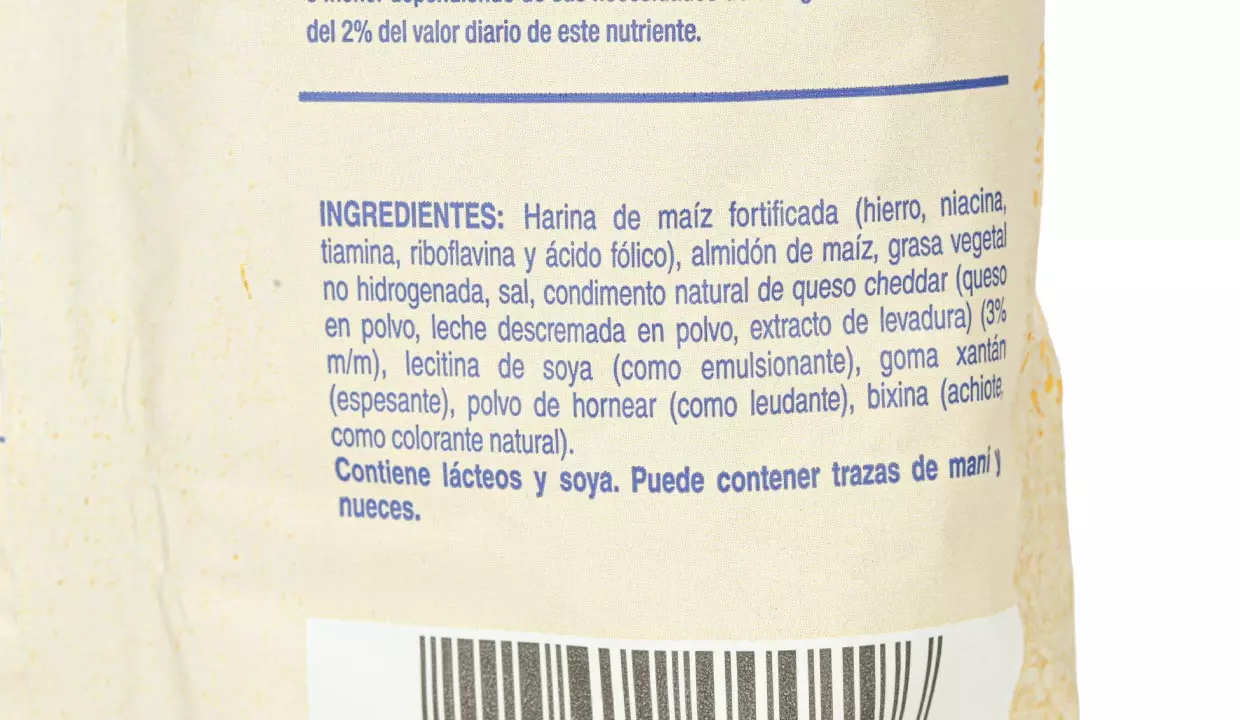 del 2% del valor diario de este nutriente.
INGREDIENTES: Harina de maíz fortificada (hierro, niacina,
tiamina, riboflavina y ácido fólico), almidón de maíz, grasa vegetal
no hidrogenada, sal, condimento natural de queso cheddar (queso
en polvo, leche descremada en polvo, extracto de levadura) (3%
m/m), lecitina de soya (como emulsionante), goma xantán
(espesante), polvo de hornear (como leudante), bixina (achiote,
como colorante natural).
Contiene lácteos y soya. Puede contener trazas de maní y
nueces.